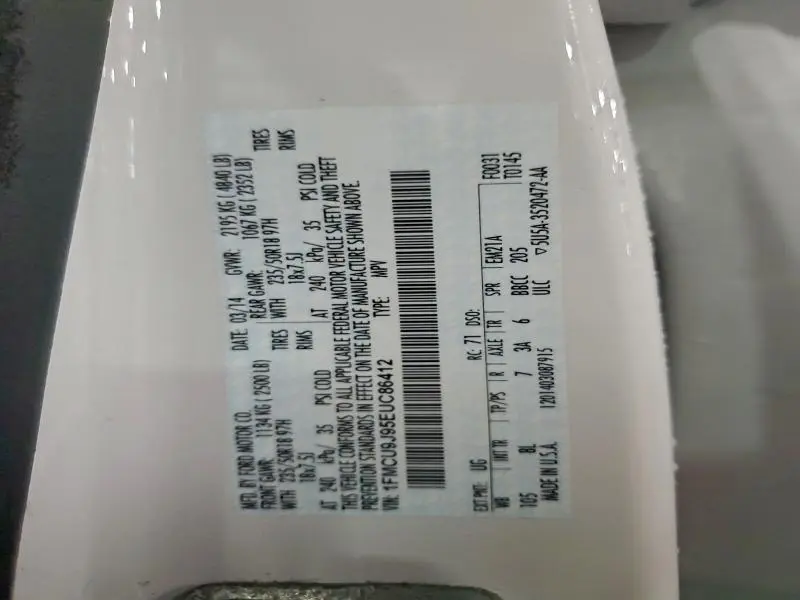 MFD. BY FORD MOTOR CO.
DATE: 03/14 GVWR: 2195 KG ( 4840 LB)
FRONT GAWR: 1134 KG ( 2500 LB) REAR GAWR: 1067 KG ( 2352 LB)
WITH 235/50R18 97H TIRES WITH 235/50R18 97H TIRES
18x7.5J RIMS 18x7.5J RIMS
AT 240 kPa/ 35 PSI COLD AT 240 kPa/ 35 PSI COLD
THIS VEHICLE CONFORMS TO ALL APPLICABLE FEDERAL MOTOR VEHICLE SAFETY AND THEFT
PREVENTION STANDARDS IN EFFECT ON THE DATE OF MANUFACTURE SHOWN ABOVE.
VIN: 1FMCU9J95EUC86412 TYPE: MPV
EXT PNT: UG RC: 71 DSO: F0031
WB INT TR TP/PS R AXLE TR SPR EM21A T0145
105 8L 7 3A 6 BBCC 205
MADE IN U.S.A. 1201403087915 ULC ▽5U5A-3520472-AA